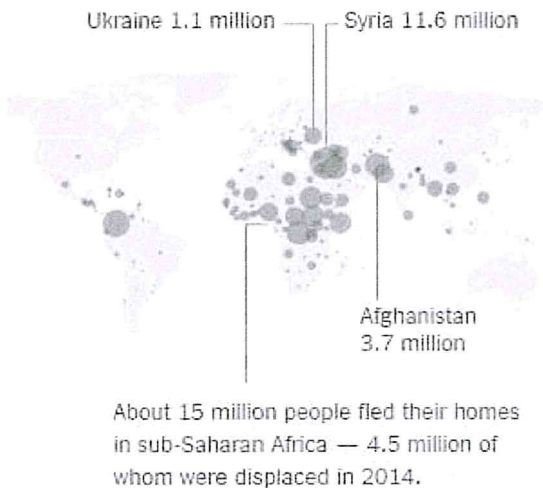 Ukraine 1.1 million
Syria 11.6 million
Afghanistan
3.7 million
About 15 million people fled their homes
in sub-Saharan Africa — 4.5 million of
whom were displaced in 2014.